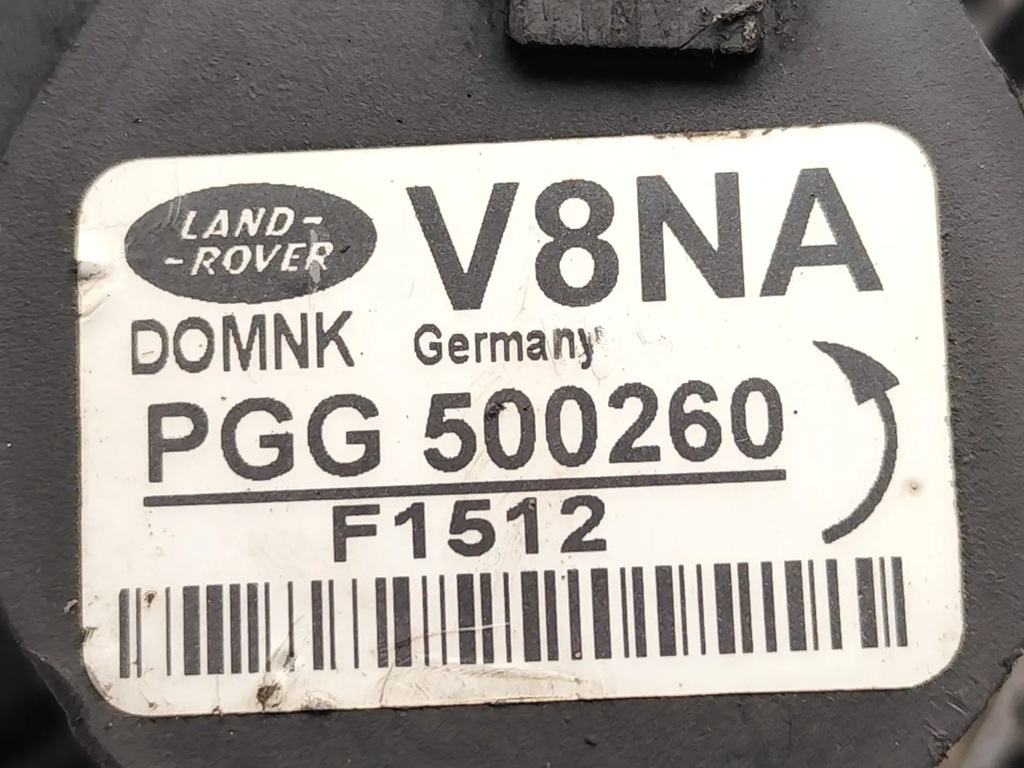 LAND-
-ROVER
V8NA
DOMNK Germany
PGG 500260
F1512